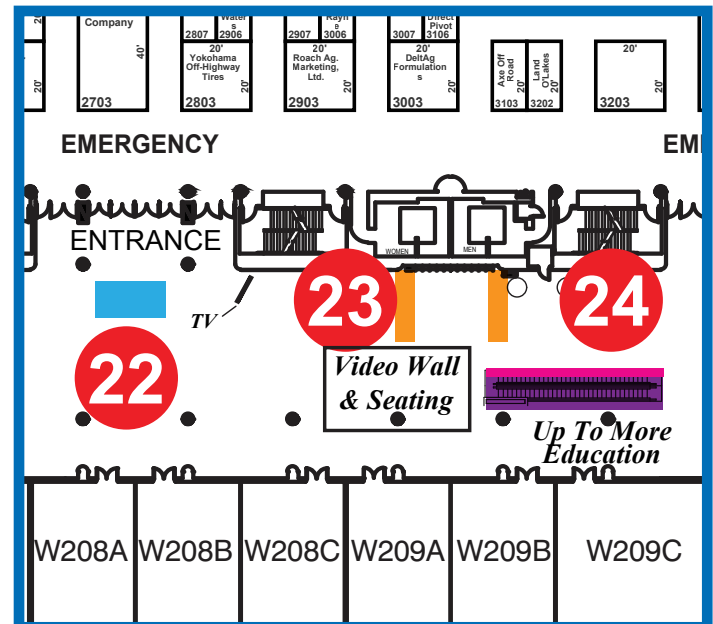 Company
40'
2703
20'
Water
s
2807 2906
20'
Yokohama
Off-Highway
Tires
20'
2803
Rayn
e
2907 3006
20'
Roach Ag.
Marketing,
Ltd.
20'
2903
Direct
Pivot
3007 3106
20'
DeltAg
Formulation
s
20'
3003
Axe Off
Road
20'
3103
Land
O'Lakes
20'
3202
20'
20'
3203
EMERGENCY
EM
ENTRANCE
WOMEN
MEN
TV
22
23
24
Video Wall
& Seating
Up To More
Education
W208A
W208B
W208C
W209A
W209B
W209C